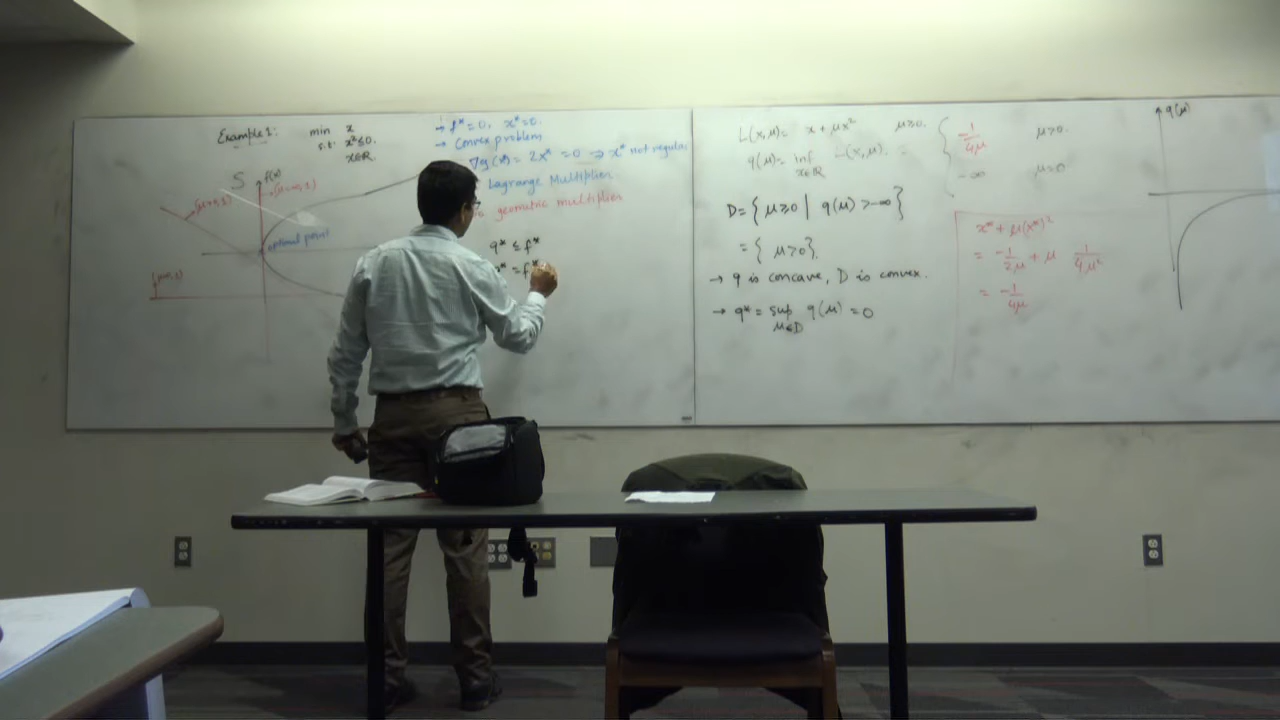 Example 1: min x
s.t. x² ≤ 0.
x ∈ ℝ.
→ f* = 0, x* = 0.
→ Convex problem
∇g(x*) = 2x* = 0 ⇒ x* not regular
Lagrange Multiplier
geometric multiplier
S
f(x)
optimal point
q* ≤ f*
= f*
L(x,μ) = x + μx² μ ≥ 0.
q(μ) = inf L(x,μ). =
x∈ℝ
{ -1/4μ μ > 0.
-∞ μ = 0
D = { μ ≥ 0 | q(μ) > -∞ }
= { μ > 0 }.
→ q is concave, D is convex.
→ q* = sup q(μ) = 0
μ∈D
x* + μ(x*)²
= -1/2μ + μ 1/4μ²
= -1/4μ
q(μ)